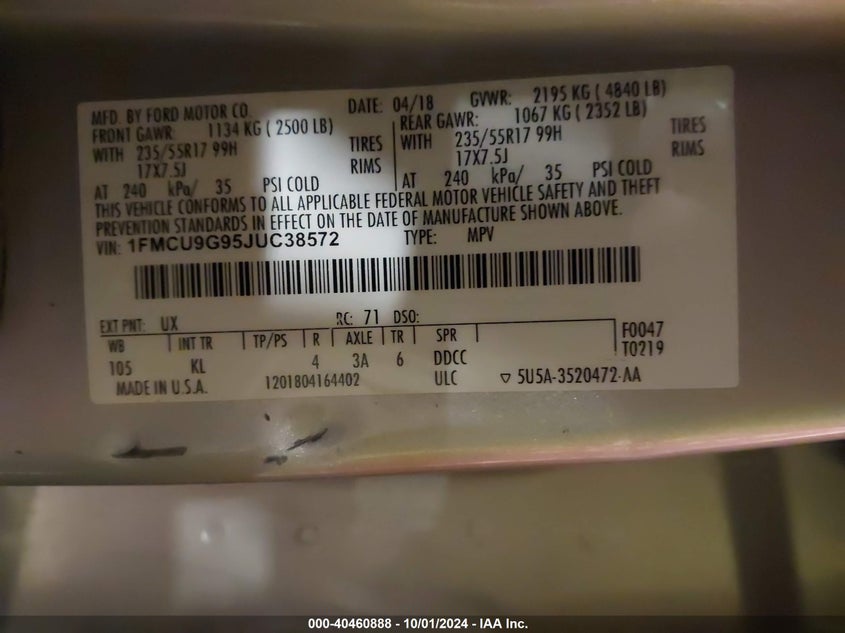 MFD. BY FORD MOTOR CO. DATE: 04/18 GVWR: 2195 KG ( 4840 LB)
FRONT GAWR: 1134 KG ( 2500 LB) REAR GAWR: 1067 KG ( 2352 LB)
WITH 235/55R17 99H TIRES WITH 235/55R17 99H TIRES
17X7.5J RIMS 17X7.5J RIMS
AT 240 kPa/ 35 PSI COLD AT 240 kPa/ 35 PSI COLD
THIS VEHICLE CONFORMS TO ALL APPLICABLE FEDERAL MOTOR VEHICLE SAFETY AND THEFT
PREVENTION STANDARDS IN EFFECT ON THE DATE OF MANUFACTURE SHOWN ABOVE.
VIN: 1FMCU9G95JUC38572 TYPE: MPV
EXT PNT: UX RC: 71 DSO: F0047
WB INT TR TP/PS R AXLE TR SPR T0219
105 KL 4 3A 6 DDCC
MADE IN U.S.A. 1201804164402 ULC ▽ 5U5A-3520472-AA
000-40460888 - 10/01/2024 - IAA Inc.